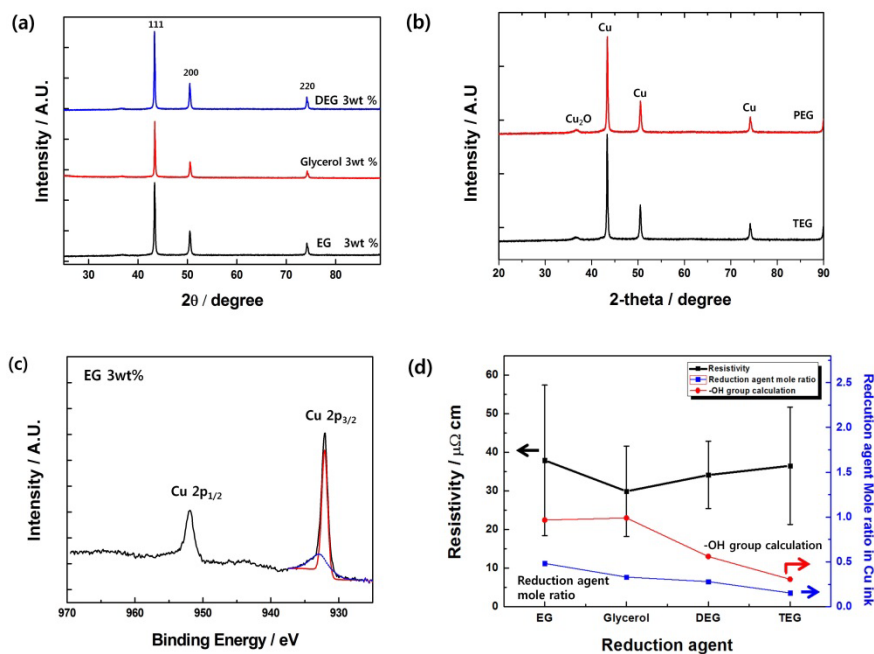 (a)
111
200
220
DEG 3wt %
Glycerol 3wt %
EG 3wt %
Intensity / A.U.
30 40 50 60 70 80
2θ / degree
(b)
Cu
Cu
Cu
Cu₂O
PEG
TEG
Intensity / A.U.
20 30 40 50 60 70 80 90
2-theta / degree
(c)
EG 3wt%
Cu 2p₃/₂
Cu 2p₁/₂
Intensity / A.U.
970 960 950 940 930
Binding Energy / eV
(d)
Resistivity
Reduction agent mole ratio
-OH group calculation
60
50
40
30
20
10
0
Resistivity / μΩ cm
2.5
2.0
1.5
1.0
0.5
0.0
Redcution agent Mole ratio in Cu ink
-OH group calculation
Reduction agent
mole ratio
EG Glycerol DEG TEG
Reduction agent